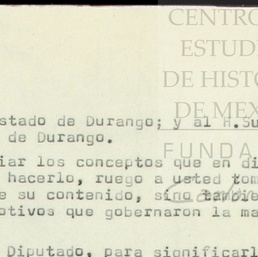 CENTRO
ESTUD
DE HISTO
DE MEX
FUNDA
stado de Durango; y al H.Su
de Durango.
iar los conceptos que en di
hacerlo, ruego a usted tom
e su contenido, sino tambie
otivos que gobernaron la ma
Diputado, para significarl